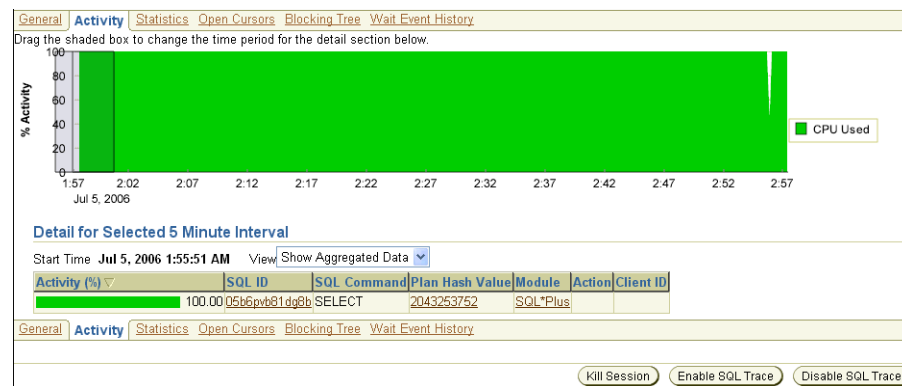 General Activity Statistics Open Cursors Blocking Tree Wait Event History
Drag the shaded box to change the time period for the detail section below.
% Activity
100
80
60
40
20
0
1:57 2:02 2:07 2:12 2:17 2:22 2:27 2:32 2:37 2:42 2:47 2:52 2:57
Jul 5, 2006
CPU Used
Detail for Selected 5 Minute Interval
Start Time Jul 5, 2006 1:55:51 AM View Show Aggregated Data
Activity (%) SQL ID SQL Command Plan Hash Value Module Action Client ID
100.00 05b6pvb81dg8b SELECT 2043253752 SQL*Plus
General Activity Statistics Open Cursors Blocking Tree Wait Event History
Kill Session Enable SQL Trace Disable SQL Trace